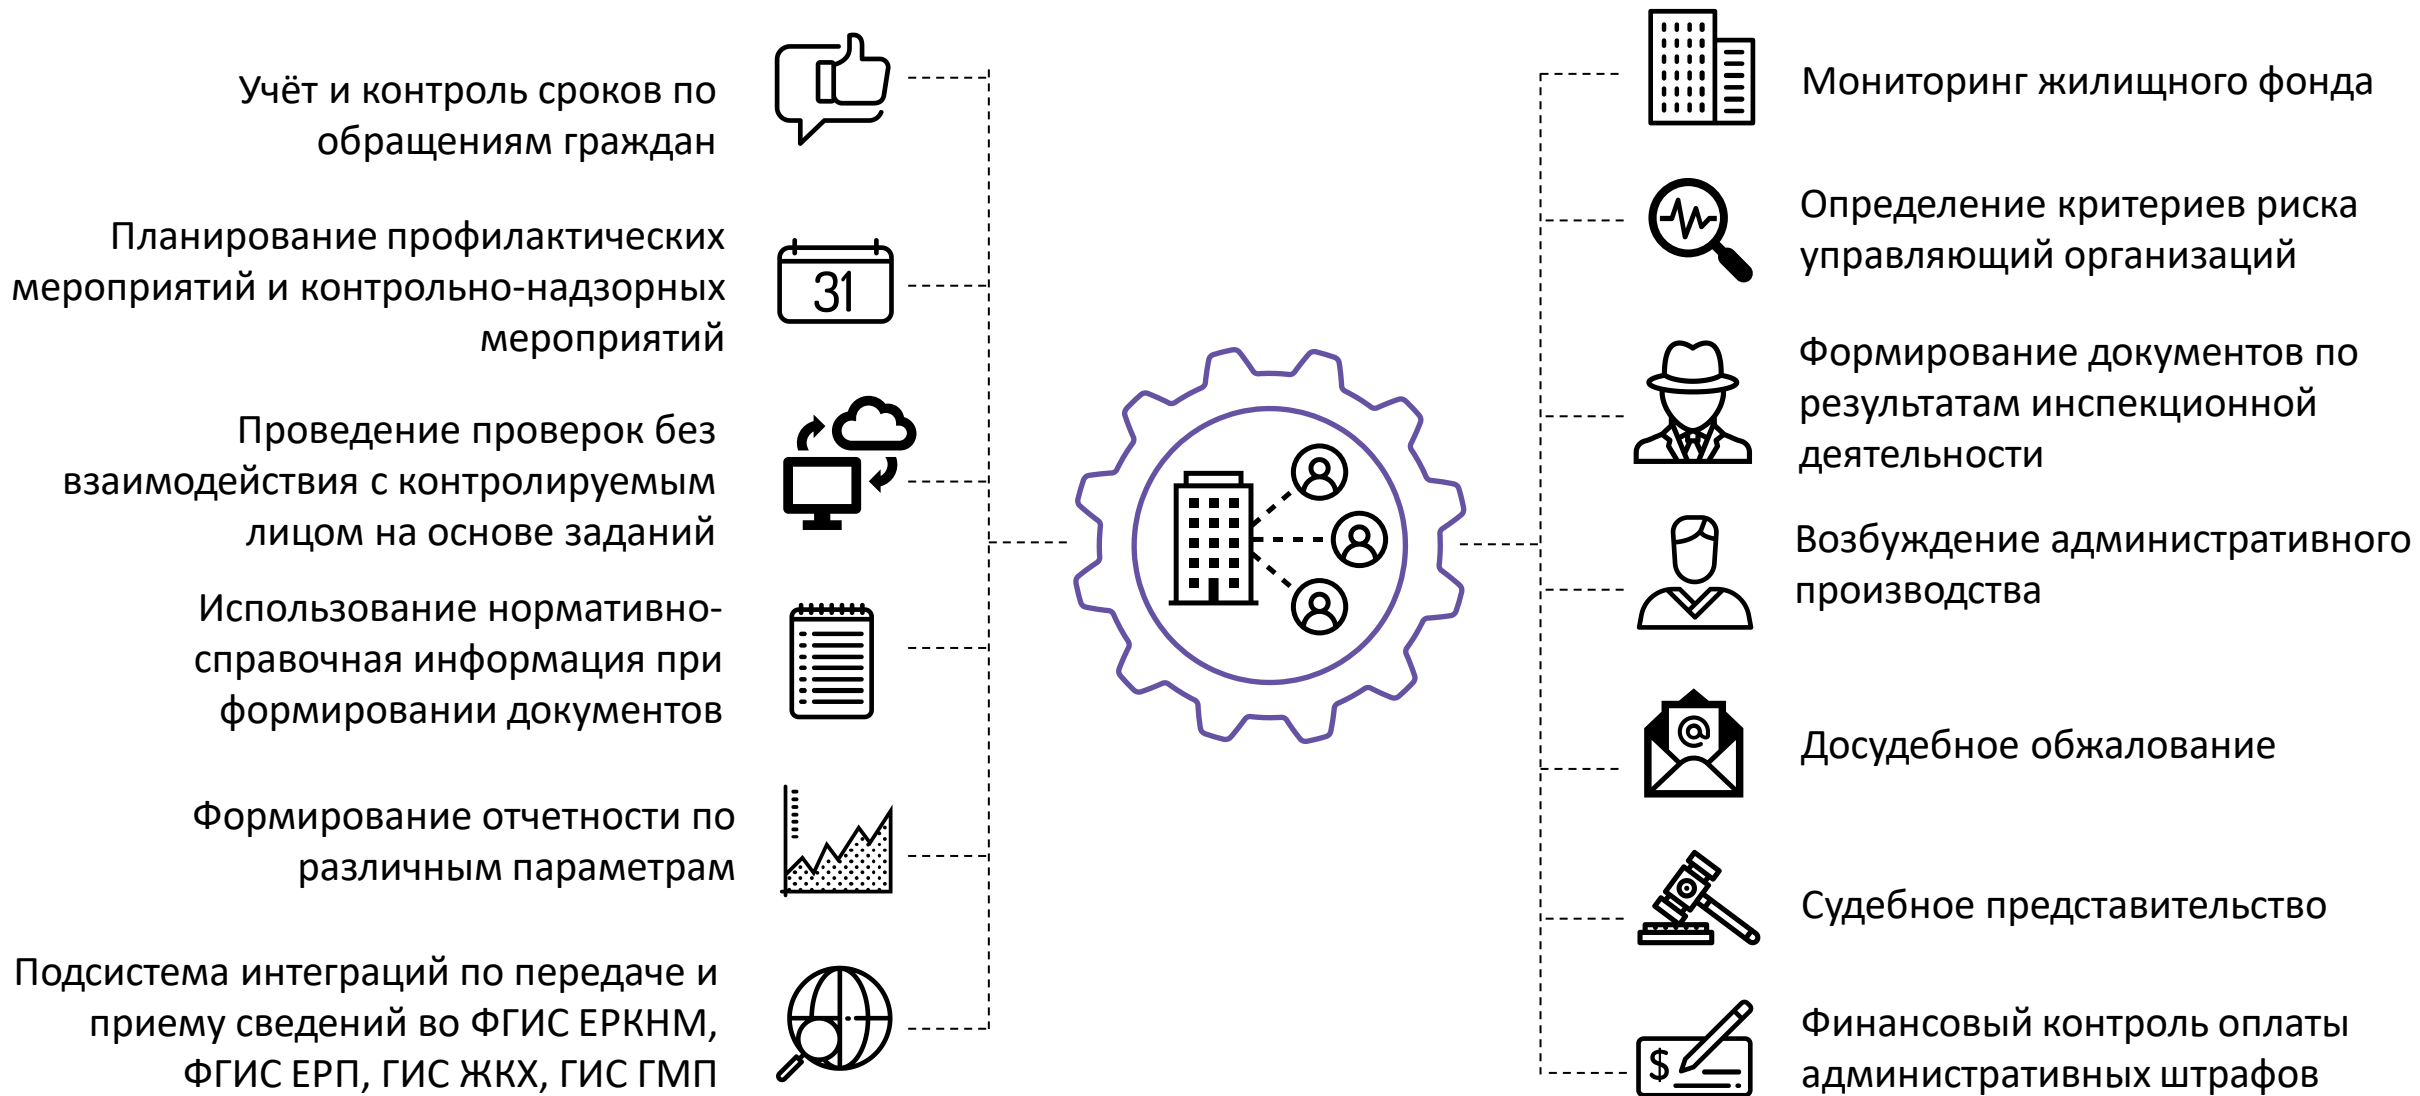 Учёт и контроль сроков по
обращениям граждан
Планирование профилактических
мероприятий и контрольно-надзорных
мероприятий
31
Проведение проверок без
взаимодействия с контролируемым
лицом на основе заданий
Использование нормативно-
справочная информация при
формировании документов
Формирование отчетности по
различным параметрам
Подсистема интеграций по передаче и
приему сведений во ФГИС ЕРКНМ,
ФГИС ЕРП, ГИС ЖКХ, ГИС ГМП
Мониторинг жилищного фонда
Определение критериев риска
управляющий организаций
Формирование документов по
результатам инспекционной
деятельности
Возбуждение административного
производства
@
Досудебное обжалование
Судебное представительство
$
Финансовый контроль оплаты
административных штрафов